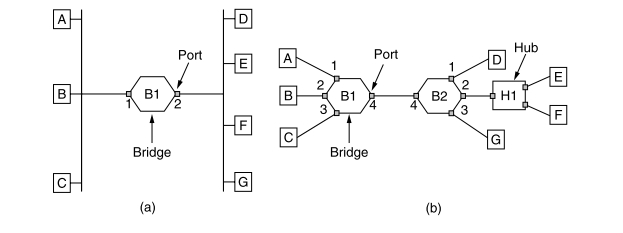 A
D
Port
E
B
B1
1
2
F
Bridge
C
G
(a)
Hub
A
1
Port
1
D
E
B
2
B1
4
4
B2
2
H1
3
3
F
C
Bridge
G
(b)